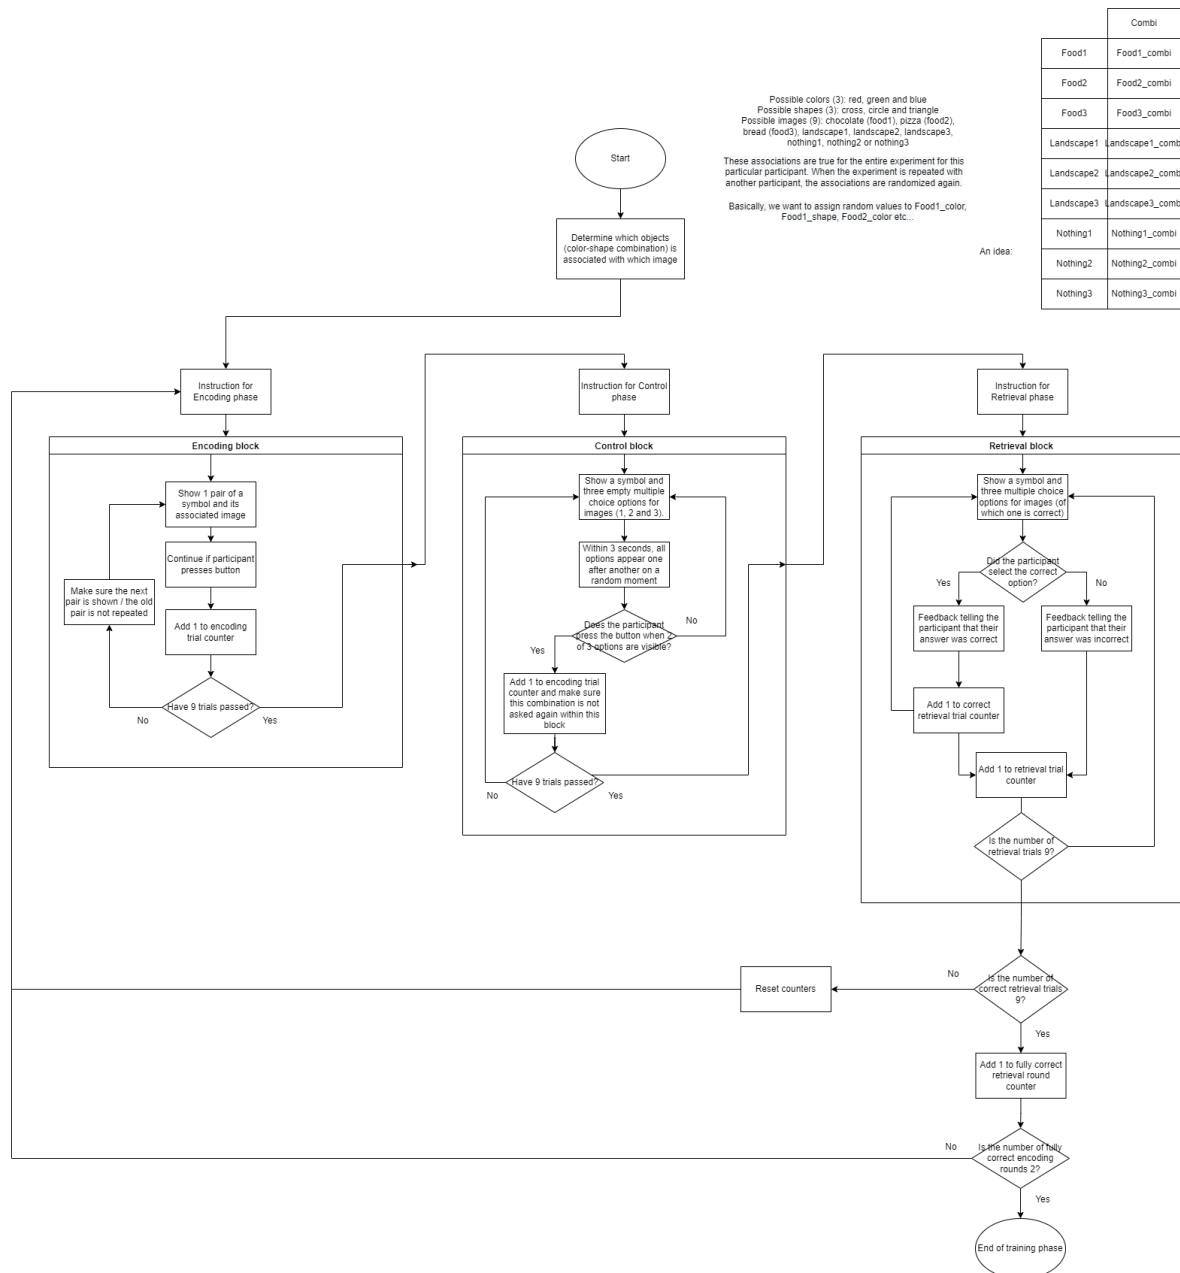 Combi
Food1 Food1_combi
Food2 Food2_combi
Food3 Food3_combi
Landscape1 Landscape1_combi
Landscape2 Landscape2_combi
Landscape3 Landscape3_combi
Nothing1 Nothing1_combi
Nothing2 Nothing2_combi
Nothing3 Nothing3_combi
An idea:
Possible colors (3): red, green and blue
Possible shapes (3): cross, circle and triangle
Possible images (9): chocolate (food1), pizza (food2),
bread (food3), landscape1, landscape2, landscape3,
nothing1, nothing2 or nothing3
These associations are true for the entire experiment for this
particular participant. When the experiment is repeated with
another participant, the associations are randomized again.
Basically, we want to assign random values to Food1_color,
Food1_shape, Food2_color etc...
Start
Determine which objects
(color-shape combination) is
associated with which image
Instruction for
Encoding phase
Encoding block
Show 1 pair of a
symbol and its
associated image
Continue if participant
presses button
Make sure the next
pair is shown / the old
pair is not repeated
Add 1 to encoding
trial counter
Have 9 trials passed?
No
Yes
Instruction for Control
phase
Control block
Show a symbol and
three empty multiple
choice options for
images (1, 2 and 3).
Within 3 seconds, all
options appear one
after another on a
random moment
Does the participant
press the button when 2
of 3 options are visible?
No
Yes
Add 1 to encoding trial
counter and make sure
this combination is not
asked again within this
block
Have 9 trials passed?
No
Yes
Instruction for
Retrieval phase
Retrieval block
Show a symbol and
three multiple choice
options for images (of
which one is correct)
Did the participant
select the correct
option?
Yes
No
Feedback telling the
participant that their
answer was correct
Feedback telling the
participant that their
answer was incorrect
Add 1 to correct
retrieval trial counter
Add 1 to retrieval trial
counter
Is the number of
retrieval trials 9?
Is the number of
correct retrieval trials
9?
No
Reset counters
Yes
Add 1 to fully correct
retrieval round
counter
Is the number of fully
correct encoding
rounds 2?
No
Yes
End of training phase